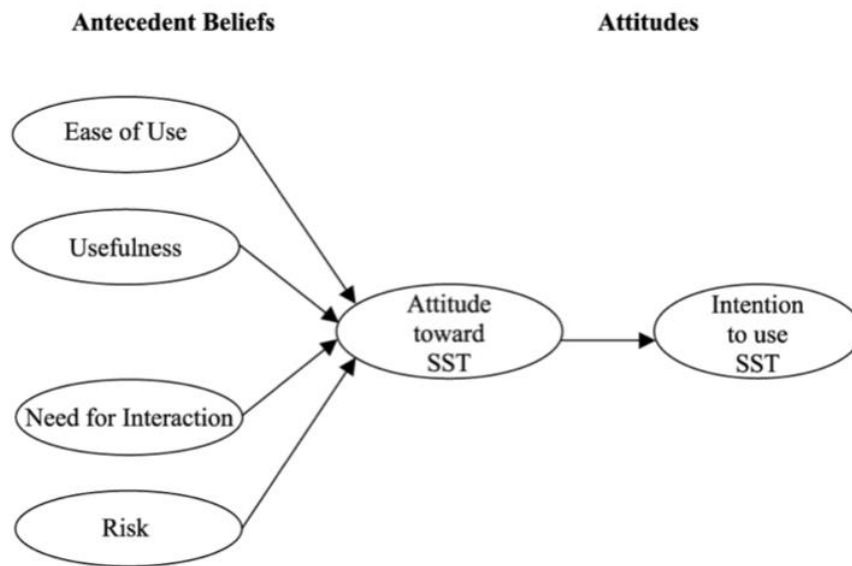 Antecedent Beliefs
Attitudes
Ease of Use
Usefulness
Need for Interaction
Risk
Attitude
toward
SST
Intention
to use
SST